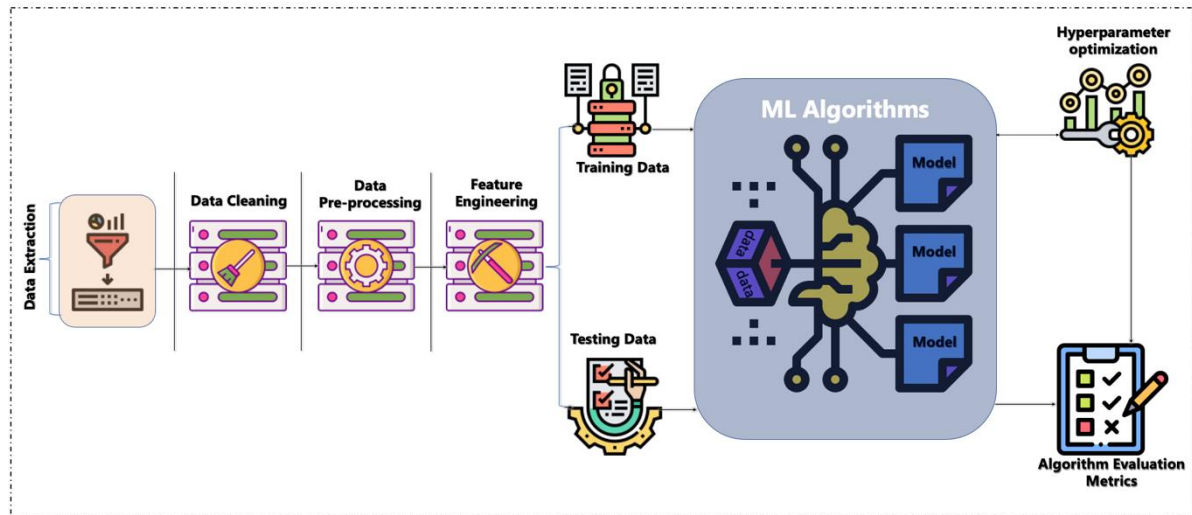 Data Extraction
Data Cleaning
Data
Pre-processing
Feature
Engineering
Training Data
Testing Data
ML Algorithms
data
data
Model
Model
Model
Hyperparameter
optimization
Algorithm Evaluation
Metrics